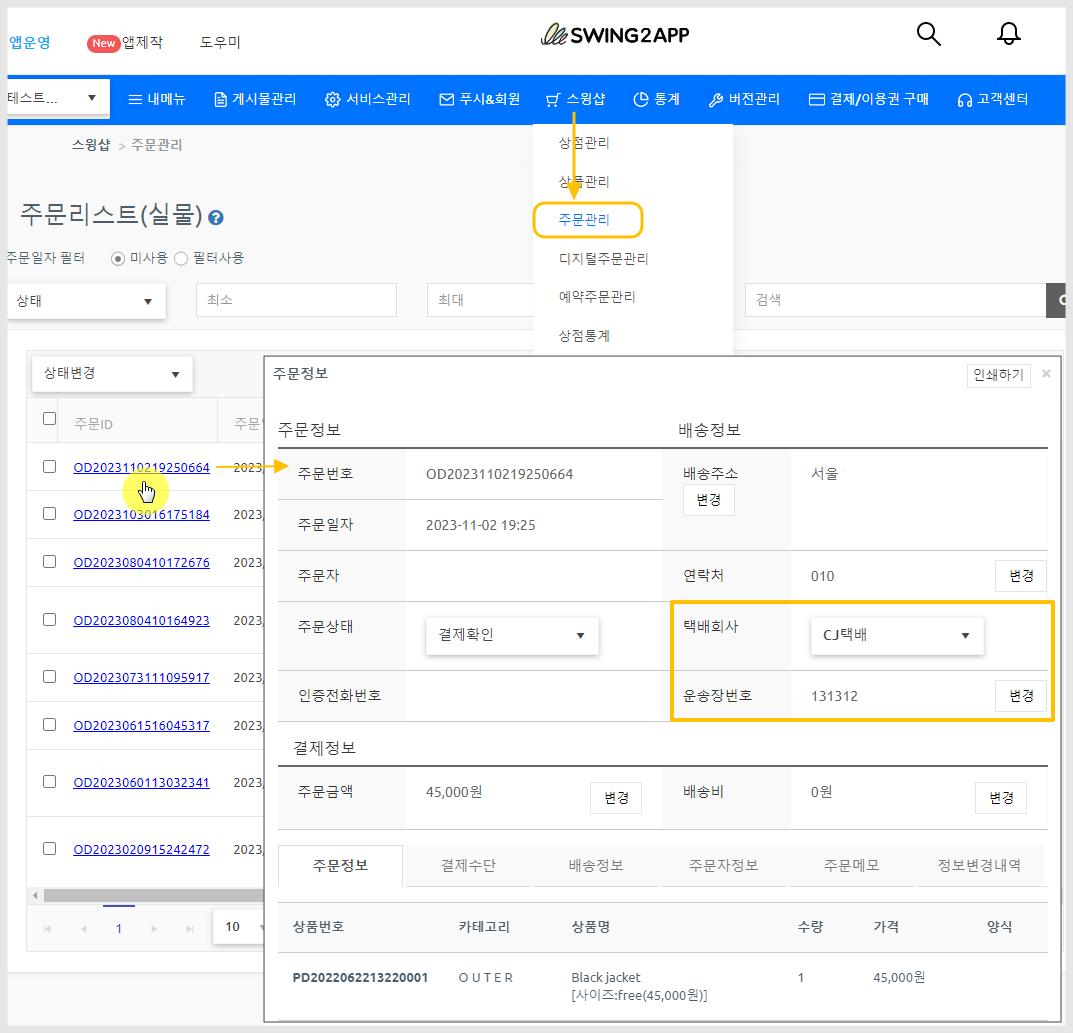 앱운영 New 앱제작 도우미 SWING2APP
테스트... 내메뉴 게시물관리 서비스관리 푸시&회원 스윙샵 통계 버전관리 결제/이용권 구매 고객센터
스윙샵 > 주문관리
상점관리
상품관리
주문관리
디지털주문관리
예약주문관리
상점통계
주문리스트(실물)
주문일자 필터 미사용 필터사용
상태 최소 최대 검색
상태변경
주문ID
OD2023110219250664 2023,
OD2023103016175184 2023,
OD2023080410172676 2023,
OD2023080410164923 2023,
OD2023073111095917 2023,
OD2023061516045317 2023,
OD2023060113032341 2023,
OD2023020915242472 2023,
1 10
주문정보 인쇄하기 ×
주문정보 배송정보
주문번호 OD2023110219250664 배송주소 서울
변경
주문일자 2023-11-02 19:25
주문자 연락처 010 변경
주문상태 결제확인 택배회사 CJ택배
인증전화번호 운송장번호 131312 변경
결제정보
주문금액 45,000원 변경 배송비 0원 변경
주문정보 결제수단 배송정보 주문자정보 주문메모 정보변경내역
상품번호 카테고리 상품명 수량 가격 양식
PD2022062213220001 O U T E R Black jacket 1 45,000원
[사이즈:free(45,000원)]